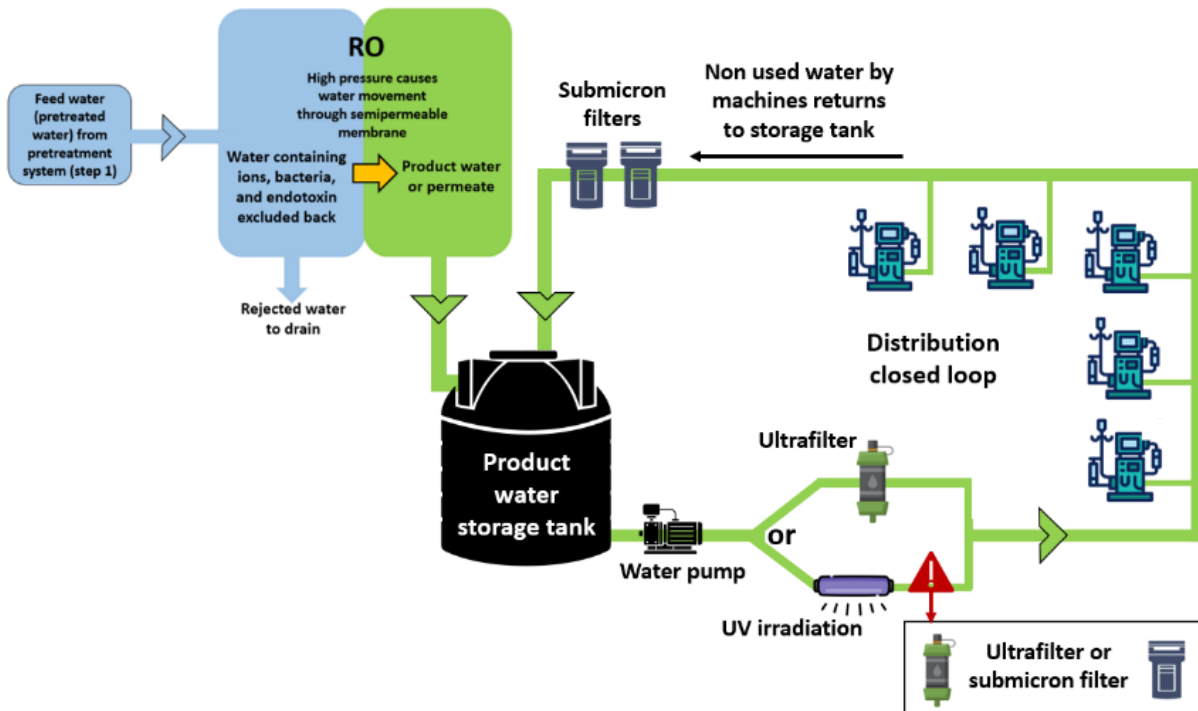 RO
High pressure causes
water movement
through semipermeable
membrane
Feed water
(pretreated
water) from
pretreatment
system (step 1)
Water containing
ions, bacteria,
and endotoxin
excluded back
Product water
or permeate
Rejected water
to drain
Submicron
filters
Non used water by
machines returns
to storage tank
Distribution
closed loop
Product
water
storage tank
Water pump
or
Ultrafilter
UV irradiation
!
Ultrafilter or
submicron filter